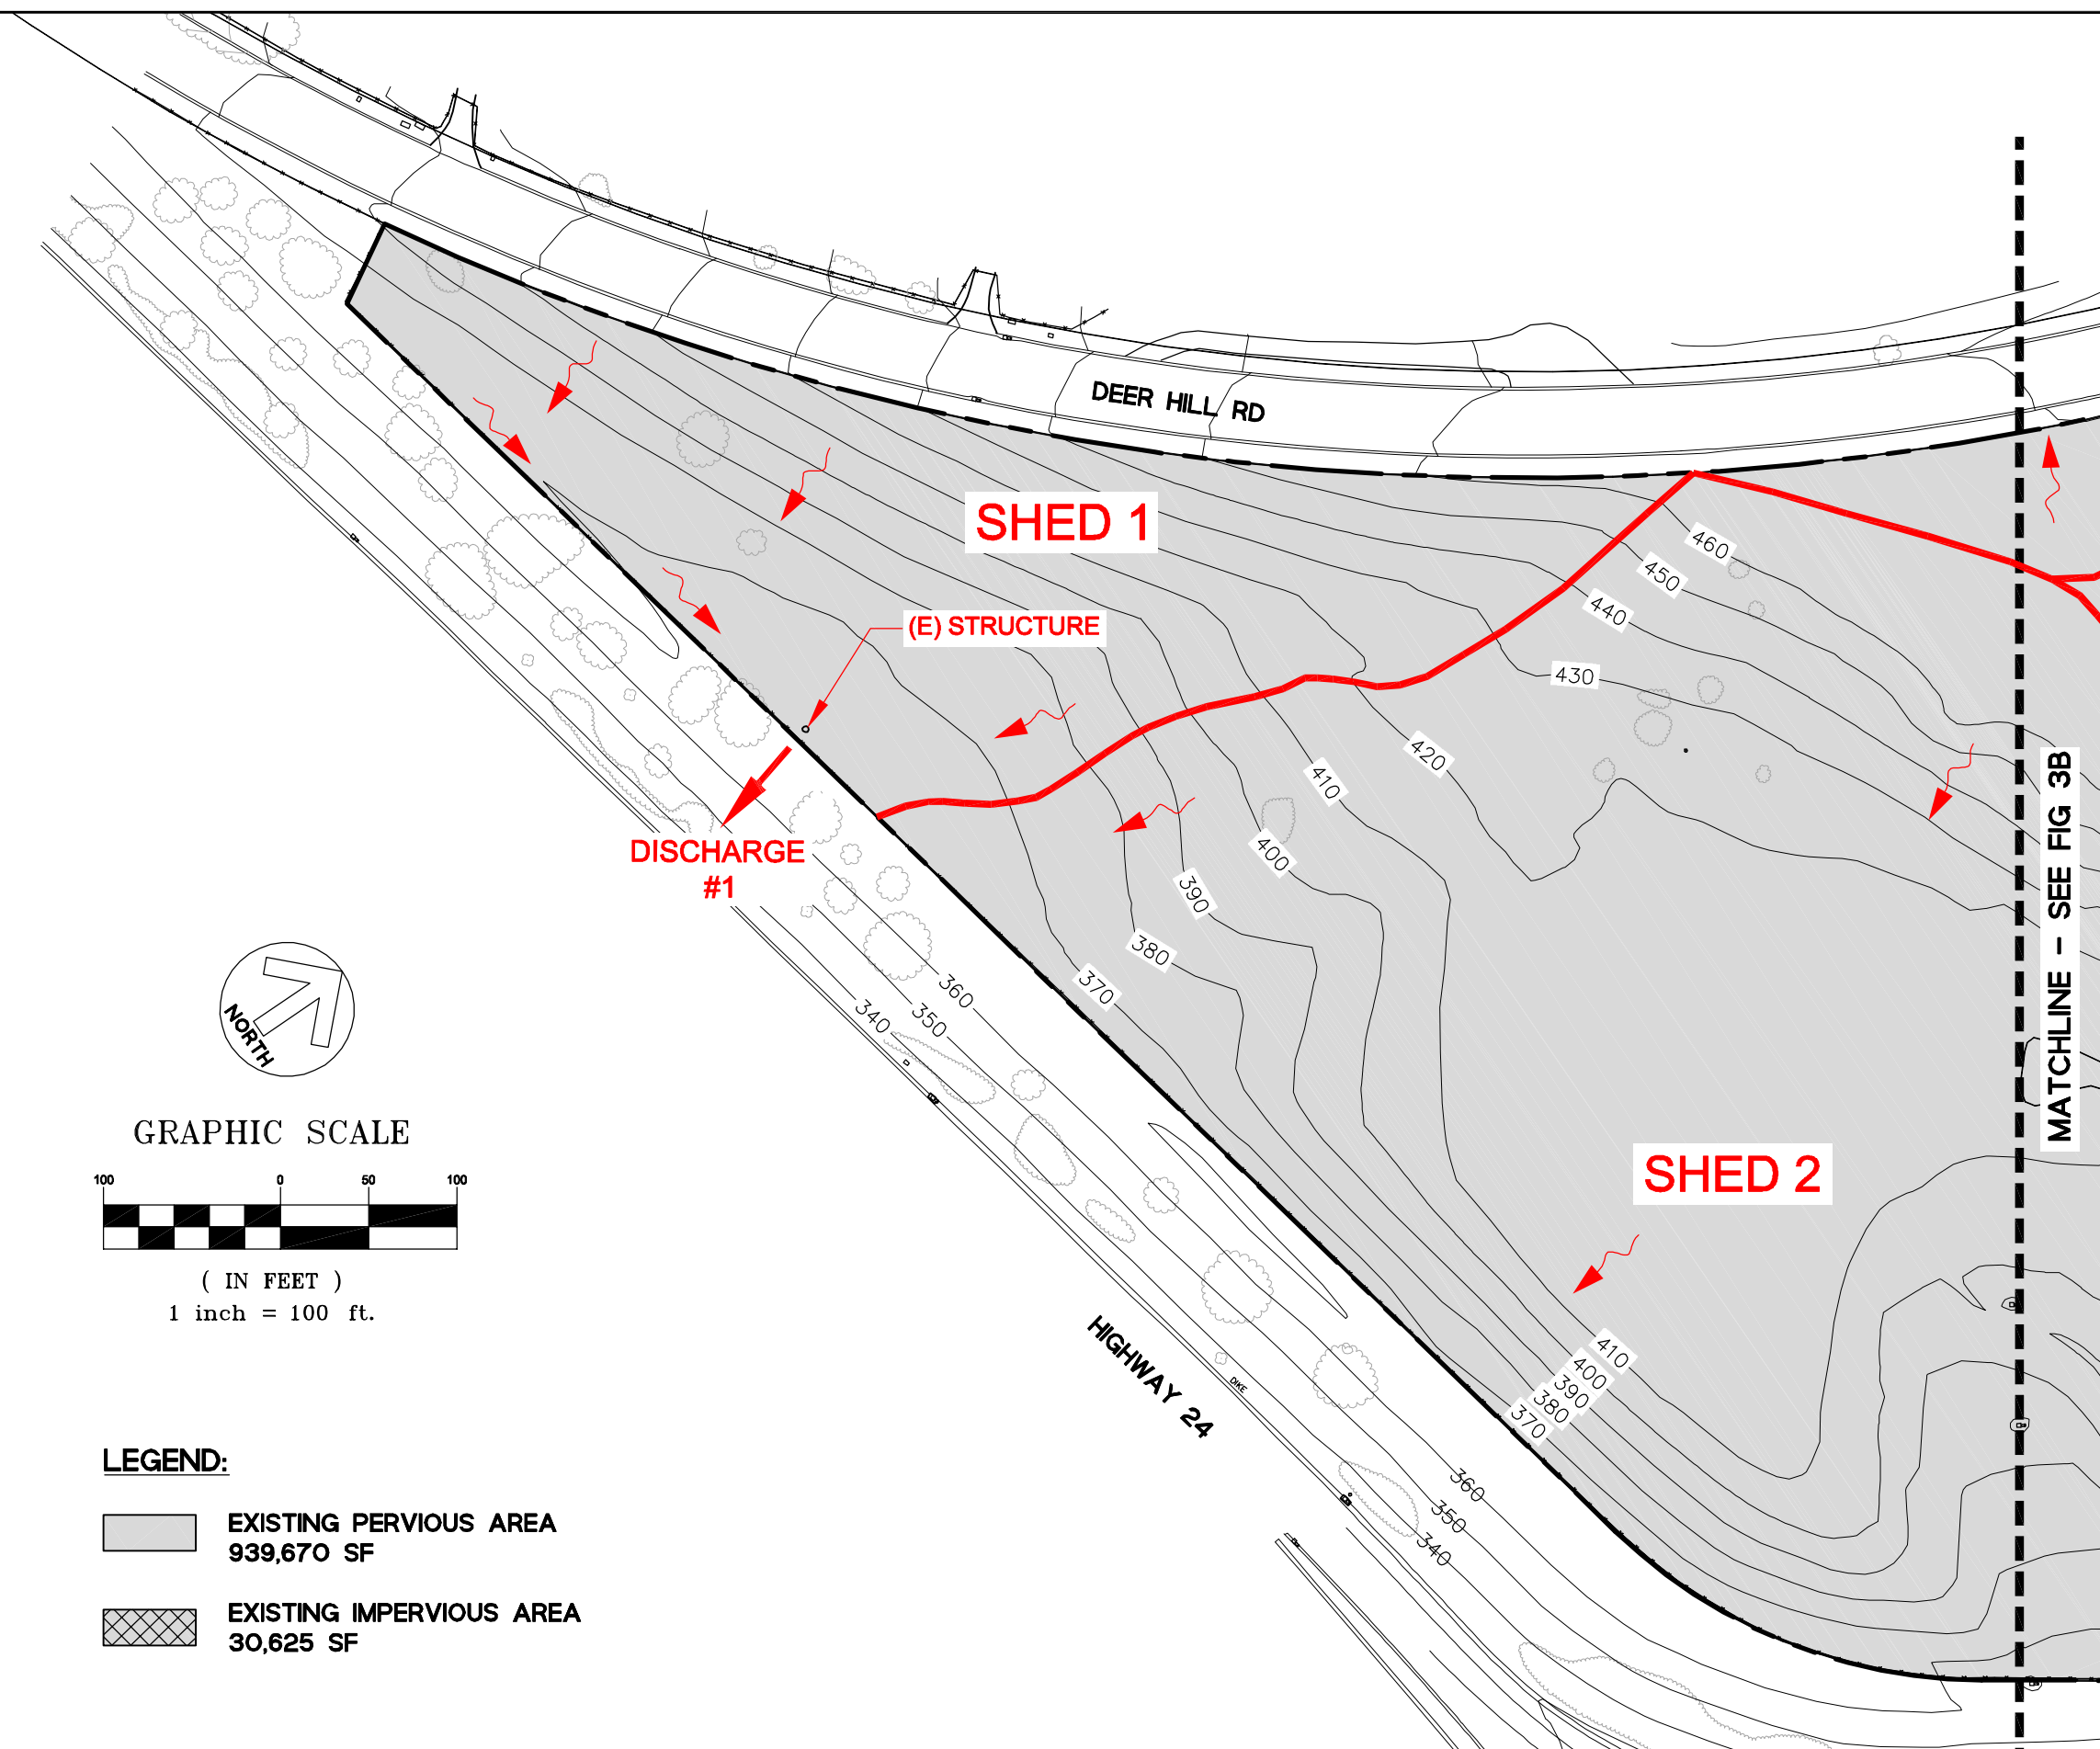 DEER HILL RD
SHED 1
460
450
440
430
(E) STRUCTURE
420
410
400
390
380
370
MATCHLINE - SEE FIG 3B
DISCHARGE
#1
360
350
340
NORTH
GRAPHIC SCALE
100 0 50 100
( IN FEET )
1 inch = 100 ft.
SHED 2
HIGHWAY 24
DIKE
410
400
390
380
370
360
350
340
LEGEND:
EXISTING PERVIOUS AREA
939,670 SF
EXISTING IMPERVIOUS AREA
30,625 SF